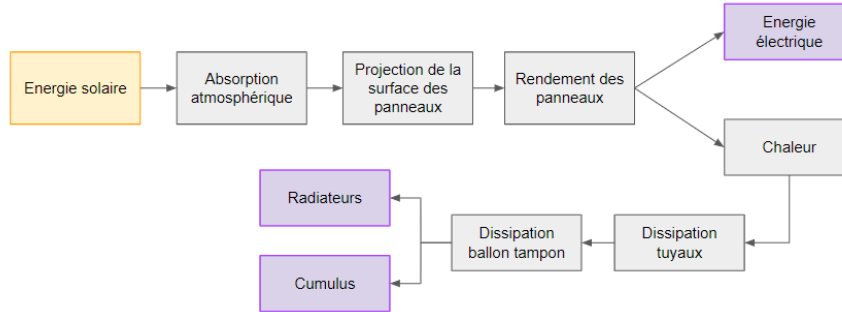 Energie solaire
Absorption
atmosphérique
Projection de la
surface des
panneaux
Rendement des
panneaux
Energie
électrique
Chaleur
Dissipation
tuyaux
Dissipation
ballon tampon
Radiateurs
Cumulus